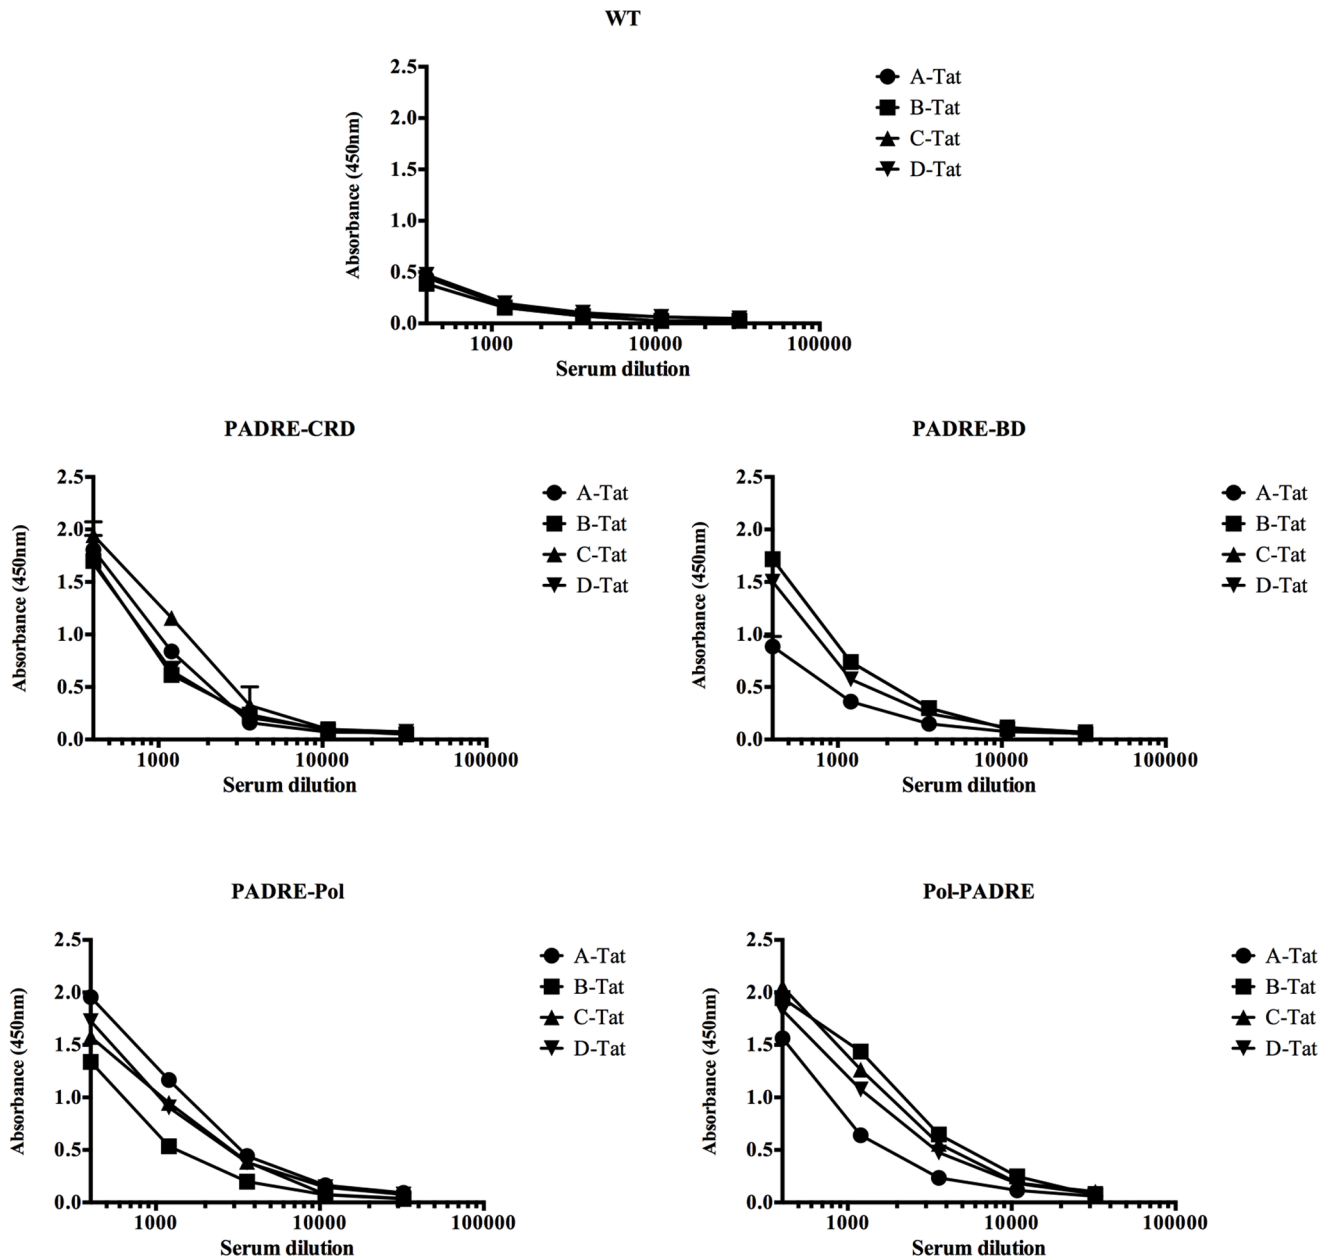 WT
2.5
2.0
1.5
1.0
0.5
0.0
Absorbance (450nm)
1000 10000 100000
Serum dilution
A-Tat
B-Tat
C-Tat
D-Tat
PADRE-CRD
2.5
2.0
1.5
1.0
0.5
0.0
Absorbance (450nm)
1000 10000 100000
Serum dilution
A-Tat
B-Tat
C-Tat
D-Tat
PADRE-BD
2.5
2.0
1.5
1.0
0.5
0.0
Absorbance (450nm)
1000 10000 100000
Serum dilution
A-Tat
B-Tat
C-Tat
D-Tat
PADRE-Pol
2.5
2.0
1.5
1.0
0.5
0.0
Absorbance (450nm)
1000 10000 100000
Serum dilution
A-Tat
B-Tat
C-Tat
D-Tat
Pol-PADRE
2.5
2.0
1.5
1.0
0.5
0.0
Absorbance (450nm)
1000 10000 100000
Serum dilution
A-Tat
B-Tat
C-Tat
D-Tat